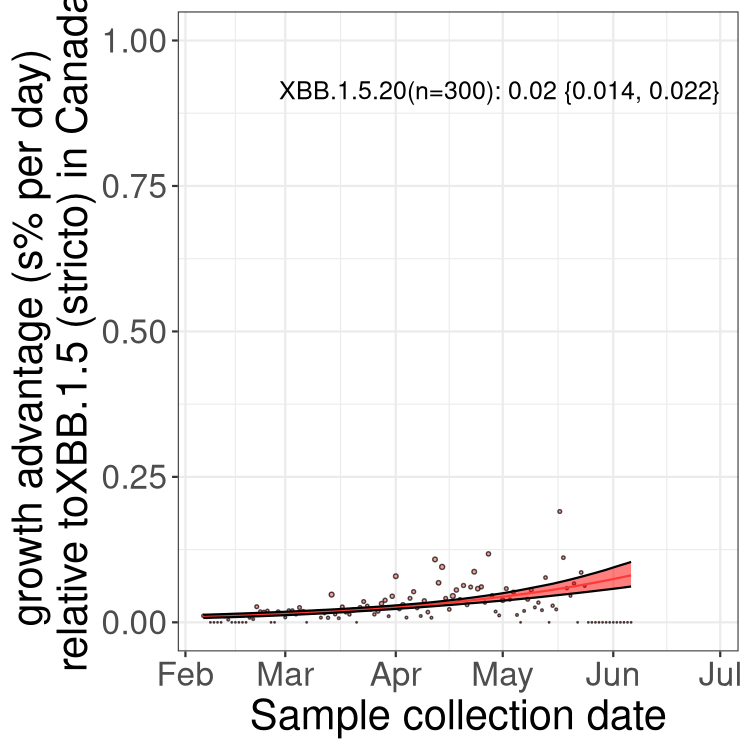 growth advantage (s% per day)
relative toXBB.1.5 (stricto) in Canada
1.00
0.75
0.50
0.25
0.00
XBB.1.5.20(n=300): 0.02 {0.014, 0.022}
Feb Mar Apr May Jun Jul
Sample collection date